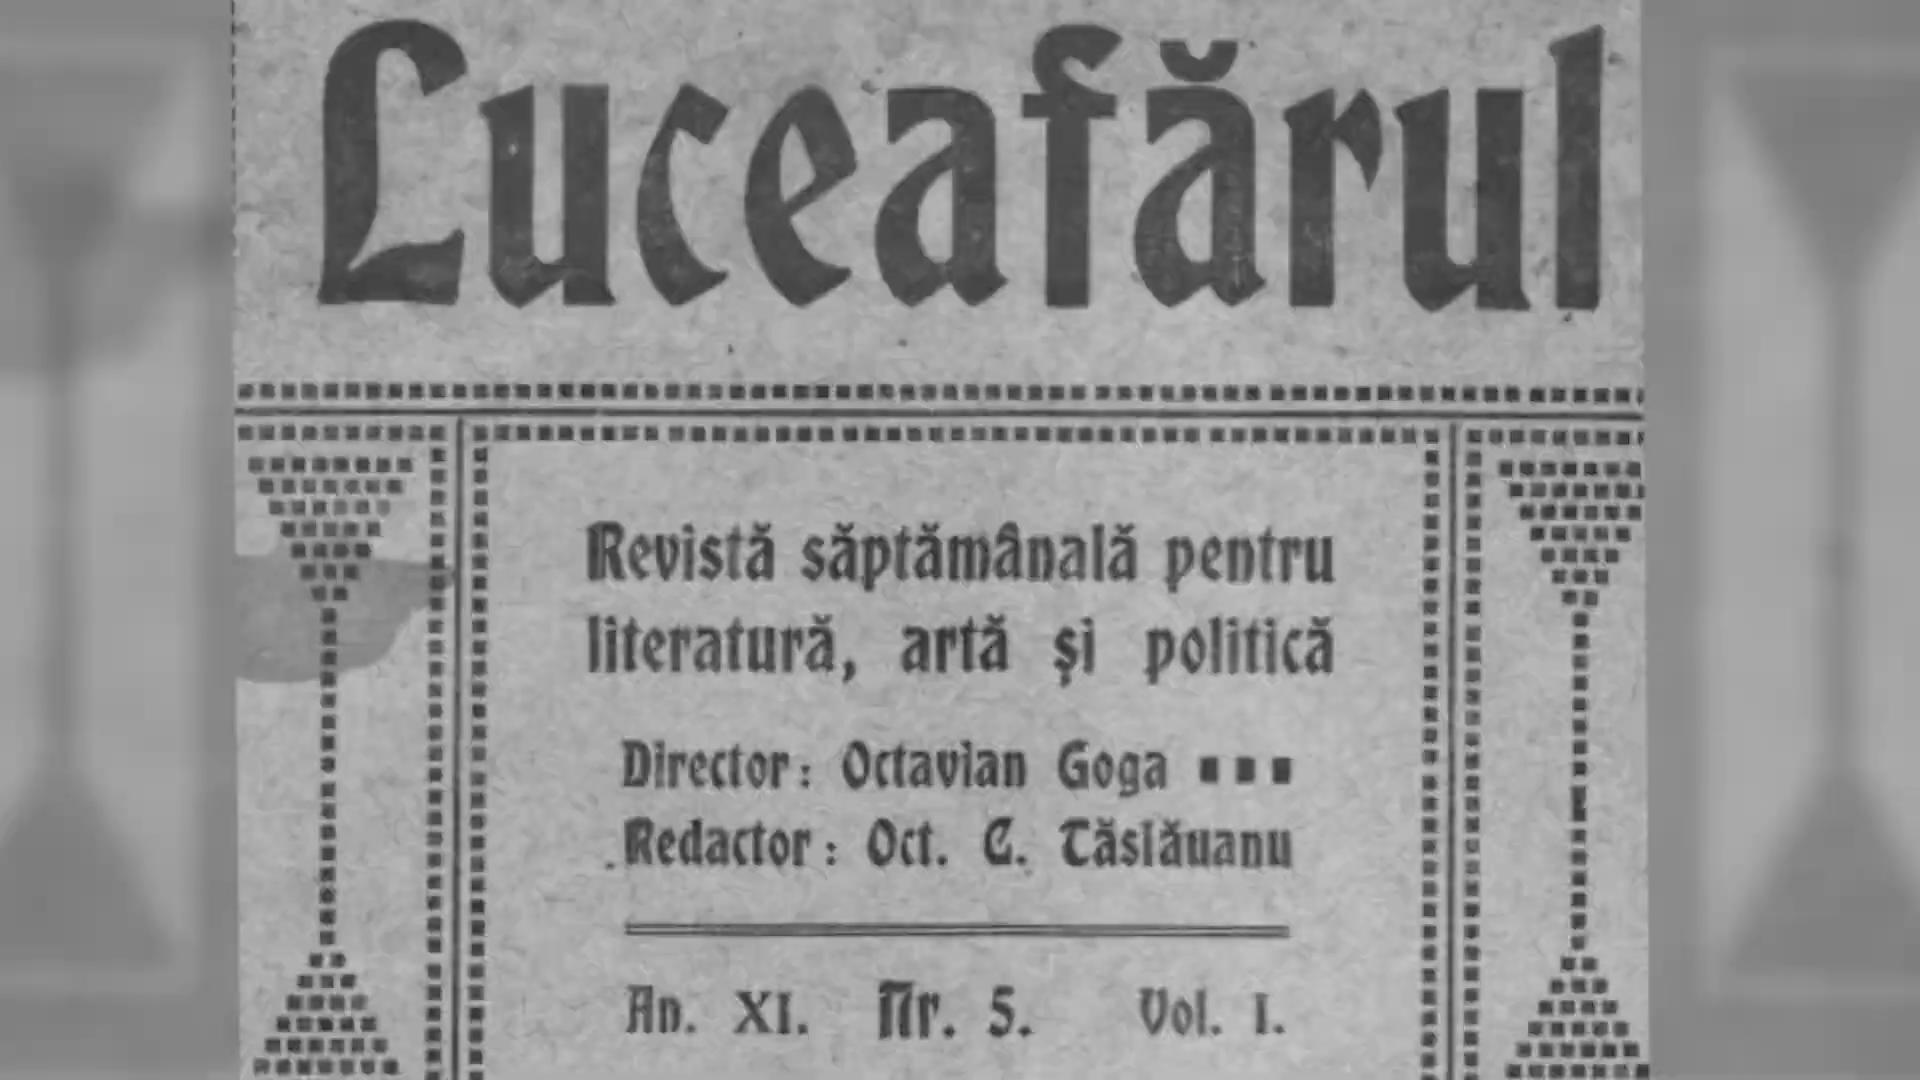 Luceafărul
Revistă săptămânală pentru
literatură, artă și politică
Director: Octavian Goga
Redactor: Oct. C. Tăslăuanu
An. XI. Nr. 5. Vol. I.